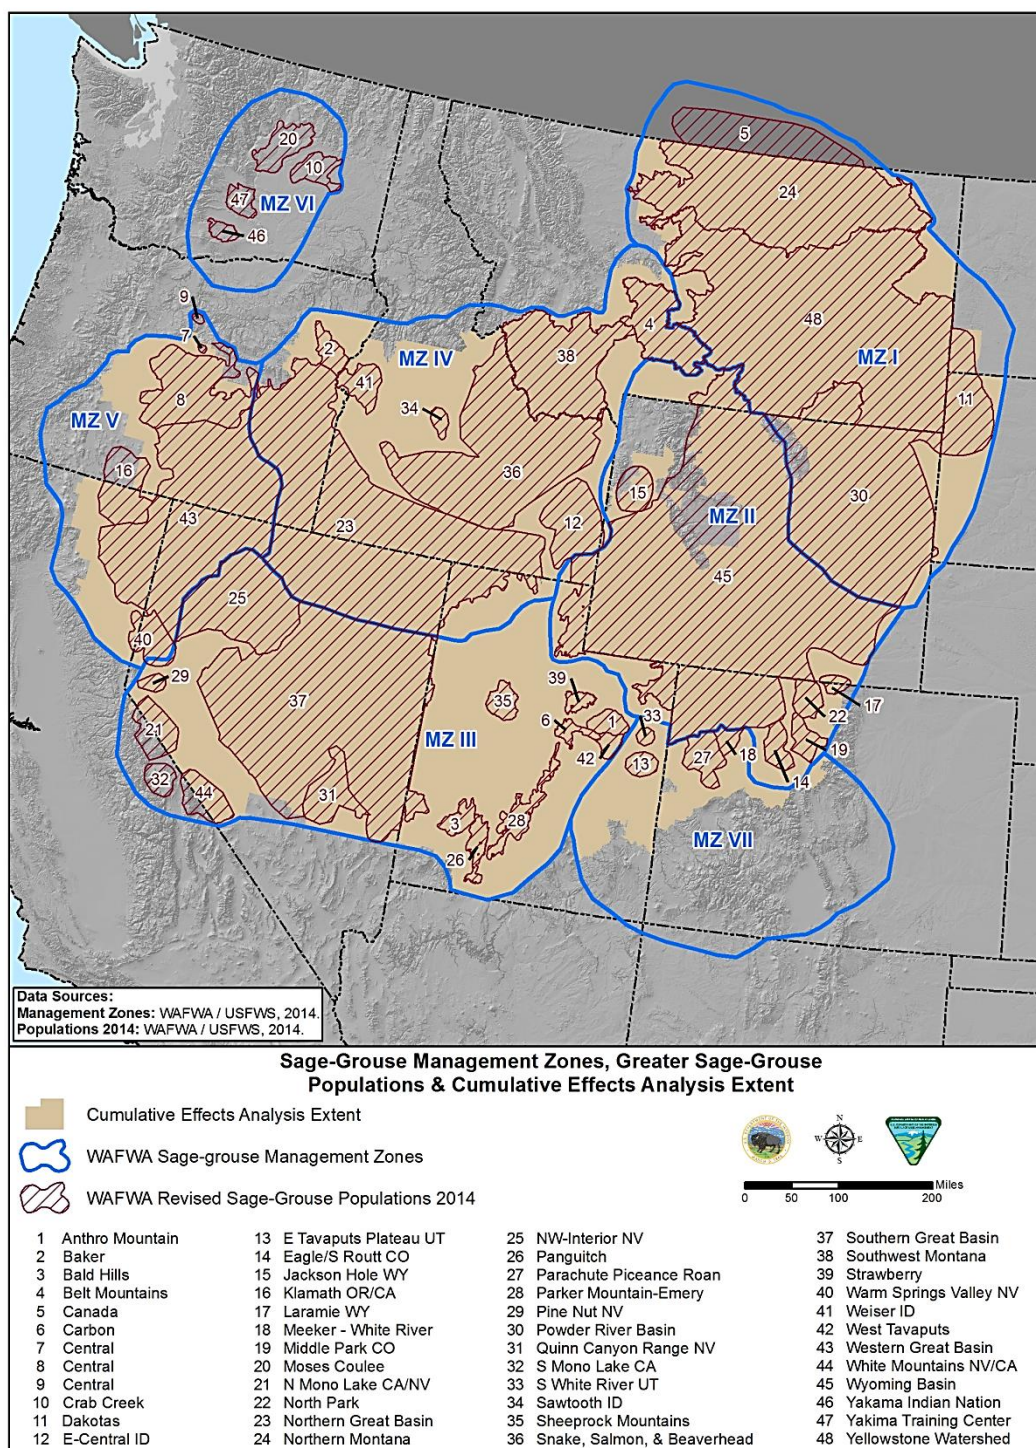 5
20
10
24
47
MZ VI
46
9
4
48
7
2
MZ IV
38
MZ I
41
8
34
11
MZ V
16
36
15
30
12
MZ II
43
23
45
25
40
29
39
17
37
35
22
21
6
1
33
MZ III
42
27
18
19
32
13
44
14
31
3
28
MZ VII
26
Data Sources:
Management Zones: WAFWA / USFWS, 2014.
Populations 2014: WAFWA / USFWS, 2014.
Sage-Grouse Management Zones, Greater Sage-Grouse
Populations & Cumulative Effects Analysis Extent
Cumulative Effects Analysis Extent
WAFWA Sage-grouse Management Zones
WAFWA Revised Sage-Grouse Populations 2014
N
W E
S
Miles
0 50 100 200
1 Anthro Mountain
2 Baker
3 Bald Hills
4 Belt Mountains
5 Canada
6 Carbon
7 Central
8 Central
9 Central
10 Crab Creek
11 Dakotas
12 E-Central ID
13 E Tavaputs Plateau UT
14 Eagle/S Routt CO
15 Jackson Hole WY
16 Klamath OR/CA
17 Laramie WY
18 Meeker - White River
19 Middle Park CO
20 Moses Coulee
21 N Mono Lake CA/NV
22 North Park
23 Northern Great Basin
24 Northern Montana
25 NW-Interior NV
26 Panguitch
27 Parachute Piceance Roan
28 Parker Mountain-Emery
29 Pine Nut NV
30 Powder River Basin
31 Quinn Canyon Range NV
32 S Mono Lake CA
33 S White River UT
34 Sawtooth ID
35 Sheeprock Mountains
36 Snake, Salmon, & Beaverhead
37 Southern Great Basin
38 Southwest Montana
39 Strawberry
40 Warm Springs Valley NV
41 Weiser ID
42 West Tavaputs
43 Western Great Basin
44 White Mountains NV/CA
45 Wyoming Basin
46 Yakama Indian Nation
47 Yakima Training Center
48 Yellowstone Watershed